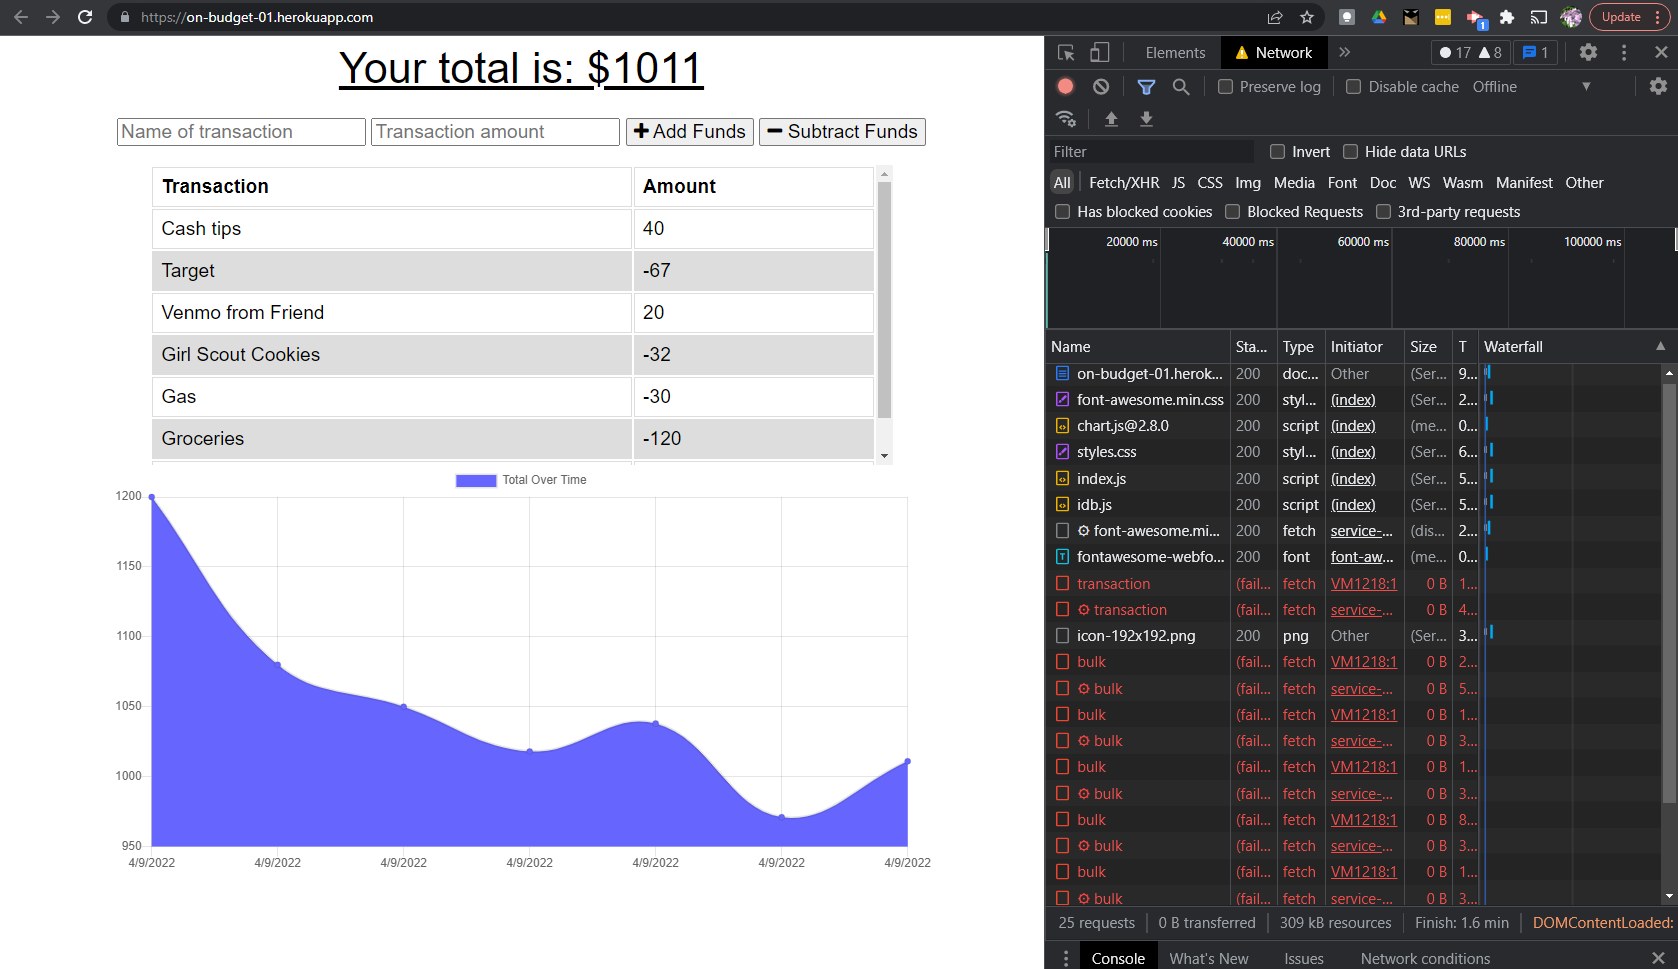 https://on-budget-01.herokuapp.com
1
Update
Your total is: $1011
Name of transaction
Transaction amount
Add Funds
Subtract Funds
Transaction Amount
Cash tips 40
Target -67
Venmo from Friend 20
Girl Scout Cookies -32
Gas -30
Groceries -120
Total Over Time
1200
1150
1100
1050
1000
950
4/9/2022 4/9/2022 4/9/2022 4/9/2022 4/9/2022 4/9/2022 4/9/2022
Elements Network » 17 8 1
Preserve log Disable cache Offline
Filter Invert Hide data URLs
All Fetch/XHR JS CSS Img Media Font Doc WS Wasm Manifest Other
Has blocked cookies Blocked Requests 3rd-party requests
20000 ms 40000 ms 60000 ms 80000 ms 100000 ms
Name Sta... Type Initiator Size T Waterfall
on-budget-01.herok... 200 doc... Other (Ser... 9...
font-awesome.min.css 200 styl... (index) (Ser... 2...
chart.js@2.8.0 200 script (index) (me... 0...
styles.css 200 styl... (index) (Ser... 6...
index.js 200 script (index) (Ser... 5...
idb.js 200 script (index) (Ser... 5...
font-awesome.mi... 200 fetch service-... (dis... 2...
fontawesome-webfo... 200 font font-aw... (me... 0...
transaction (fail... fetch VM1218:1 0 B 1...
transaction (fail... fetch service-... 0 B 4...
icon-192x192.png 200 png Other (Ser... 3...
bulk (fail... fetch VM1218:1 0 B 2...
bulk (fail... fetch service-... 0 B 5...
bulk (fail... fetch VM1218:1 0 B 1...
bulk (fail... fetch service-... 0 B 3...
bulk (fail... fetch VM1218:1 0 B 1...
bulk (fail... fetch service-... 0 B 3...
bulk (fail... fetch VM1218:1 0 B 8...
bulk (fail... fetch service-... 0 B 3...
bulk (fail... fetch VM1218:1 0 B 1...
bulk (fail... fetch service-... 0 B 3...
25 requests 0 B transferred 309 kB resources Finish: 1.6 min DOMContentLoaded:
Console What's New Issues Network conditions